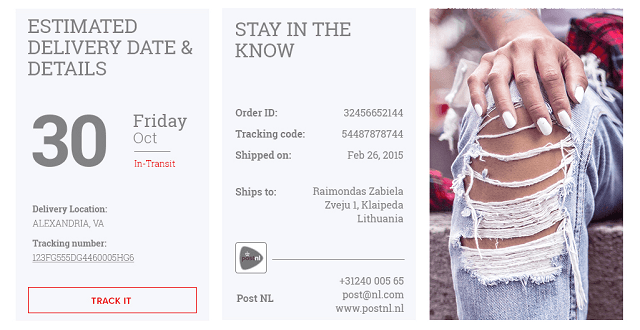 ESTIMATED
DELIVERY DATE &
DETAILS
30
Friday
Oct
In-Transit
Delivery Location:
ALEXANDRIA, VA
Tracking number:
123FG555DG4460005HG6
TRACK IT
STAY IN THE
KNOW
Order ID: 32456652144
Tracking code: 54487878744
Shipped on: Feb 26, 2015
Ships to: Raimondas Zabiela
Zveju 1, Klaipeda
Lithuania
postnl
Post NL
+31240 005 65
post@nl.com
www.postnl.nl